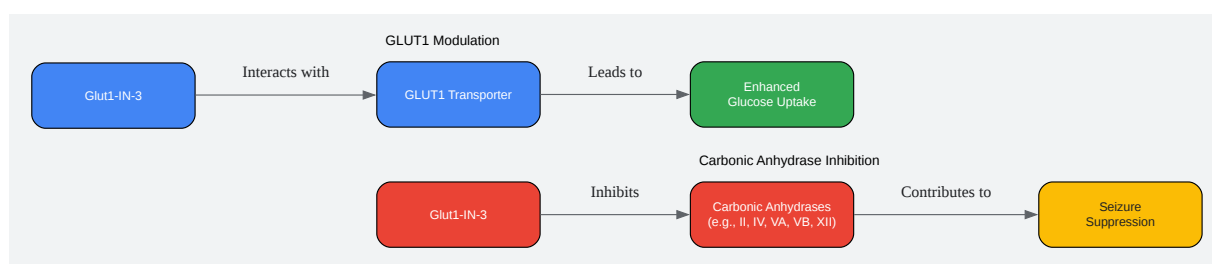 GLUT1 Modulation
Glut1-IN-3
Interacts with
GLUT1 Transporter
Leads to
Enhanced
Glucose Uptake
Carbonic Anhydrase Inhibition
Glut1-IN-3
Inhibits
Carbonic Anhydrases
(e.g., II, IV, VA, VB, XII)
Contributes to
Seizure
Suppression